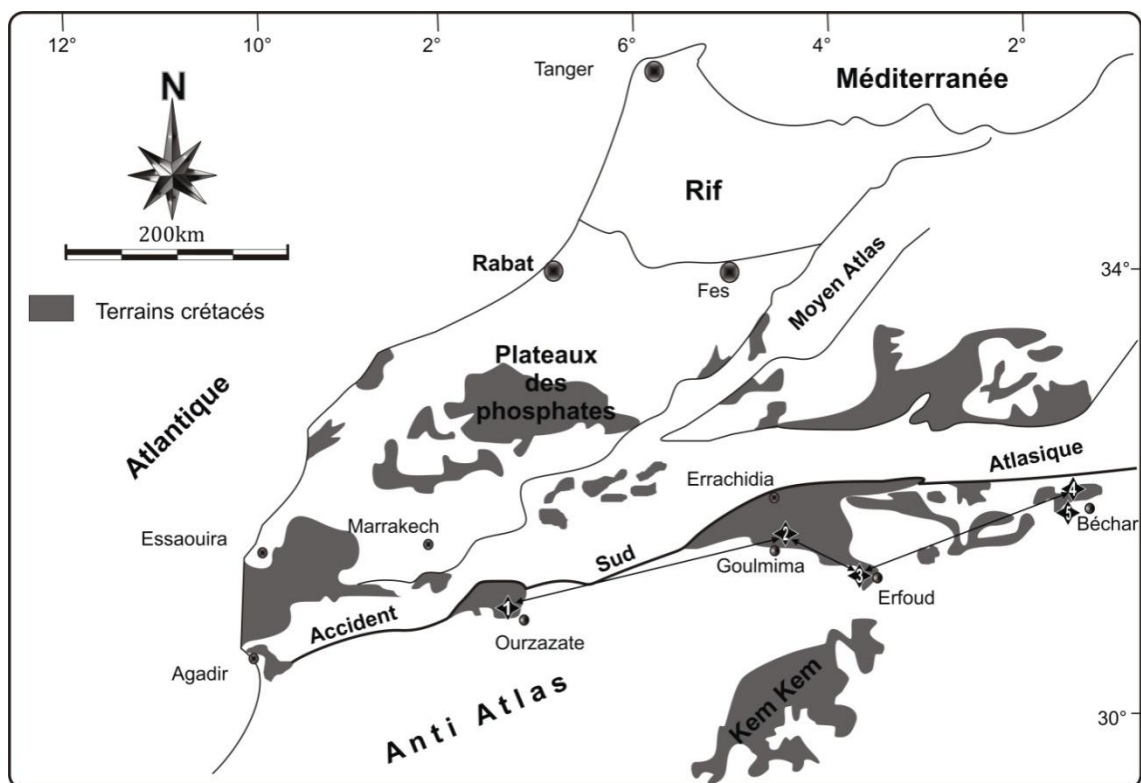 12°
10°
2°
6°
4°
2°
N
Tanger
Méditerranée
Rif
200km
Rabat
Fes
34°
Moyen Atlas
Terrains crétacés
Plateaux
des
phosphates
Atlantique
Errachidia
Atlasique
4
5
Béchar
Essaouira
Marrakech
2
Sud
Goulmima
3
Erfoud
1
Accident
Ourzazate
Agadir
Anti Atlas
Kem Kem
30°